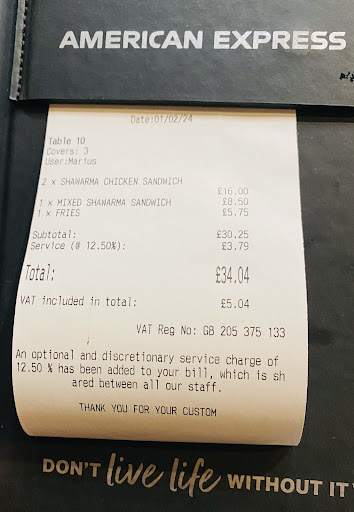 AMERICAN EXPRESS
Date:01/02/24
Table 10
Covers: 3
User:Marius
2 x SHAWARMA CHICKEN SANDWICH
£16.00
1 x MIXED SHAWARMA SANDWICH £8.50
1 x FRIES £5.75
Subtotal: £30.25
Service (# 12.50%): £3.79
Total: £34.04
VAT included in total: £5.04
VAT Reg No: GB 205 375 133
An optional and discretionary service charge of
12.50 % has been added to your bill, which is sh
ared between all our staff.
THANK YOU FOR YOUR CUSTOM
DON'T live life WITHOUT IT